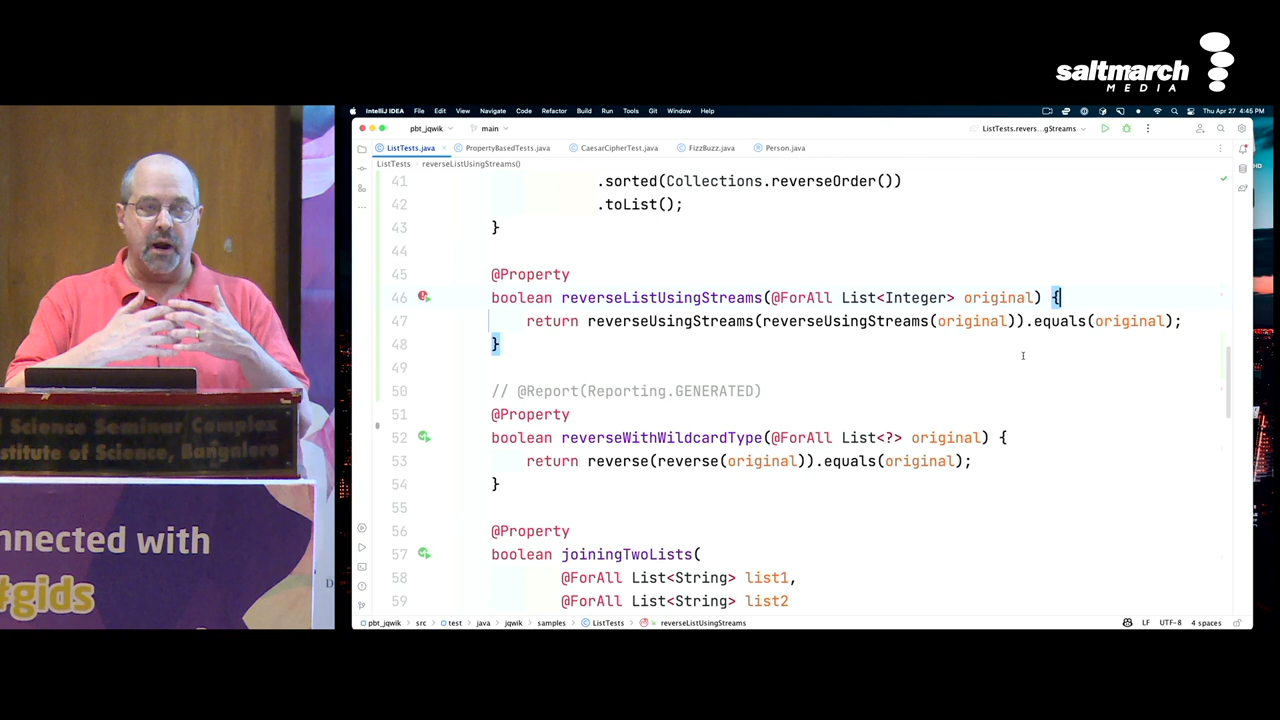 saltmarch
MEDIA
IntelliJ IDEA File Edit View Navigate Code Refactor Build Run Tools Git Window Help
Thu Apr 27 4:45 PM
pbt_jqwik main
ListTests.revers...gStreams
ListTests.java PropertyBasedTests.java CaesarCipherTest.java FizzBuzz.java Person.java
ListTests reverseListUsingStreams()
41 .sorted(Collections.reverseOrder())
42 .toList();
43 }
44
45 @Property
46 boolean reverseListUsingStreams(@ForAll List<Integer> original) {
47 return reverseUsingStreams(reverseUsingStreams(original)).equals(original);
48 }
49
50 // @Report(Reporting.GENERATED)
51 @Property
52 boolean reverseWithWildcardType(@ForAll List<?> original) {
53 return reverse(reverse(original)).equals(original);
54 }
55
56 @Property
57 boolean joiningTwoLists(
58 @ForAll List<String> list1,
59 @ForAll List<String> list2
pbt_jqwik src test java jqwik samples ListTests reverseListUsingStreams
LF UTF-8 4 spaces
Science Seminar Complex
stitute of Science, Bangalore
nnected with
#gids